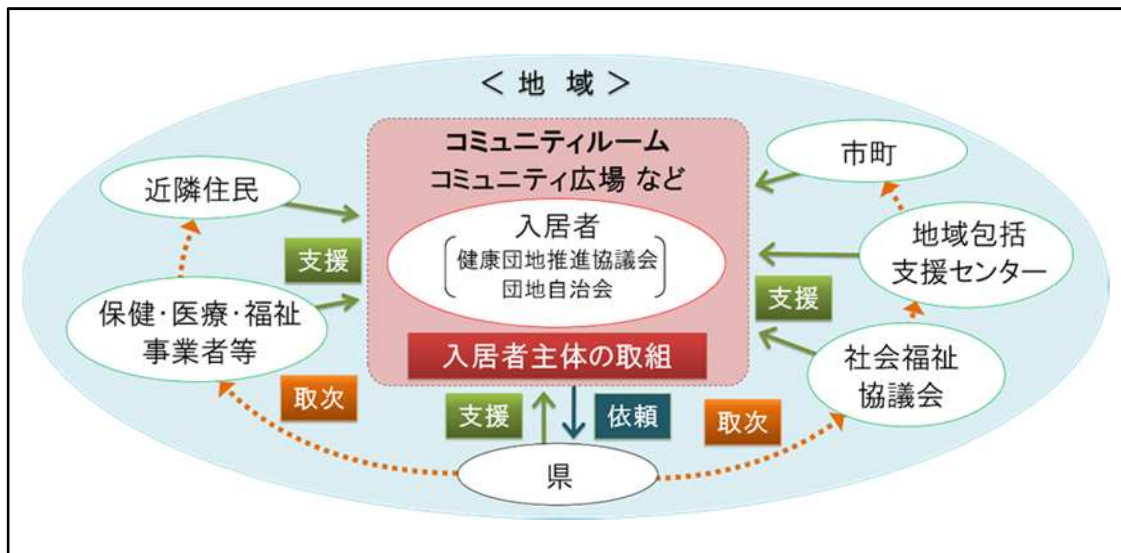 ＜ 地 域 ＞
コミュニティルーム
コミュニティ広場 など
入居者
健康団地推進協議会
団地自治会
入居者主体の取組
近隣住民
支援
保健・医療・福祉
事業者等
取次
市町
地域包括
支援センター
支援
社会福祉
協議会
取次
支援
依頼
県